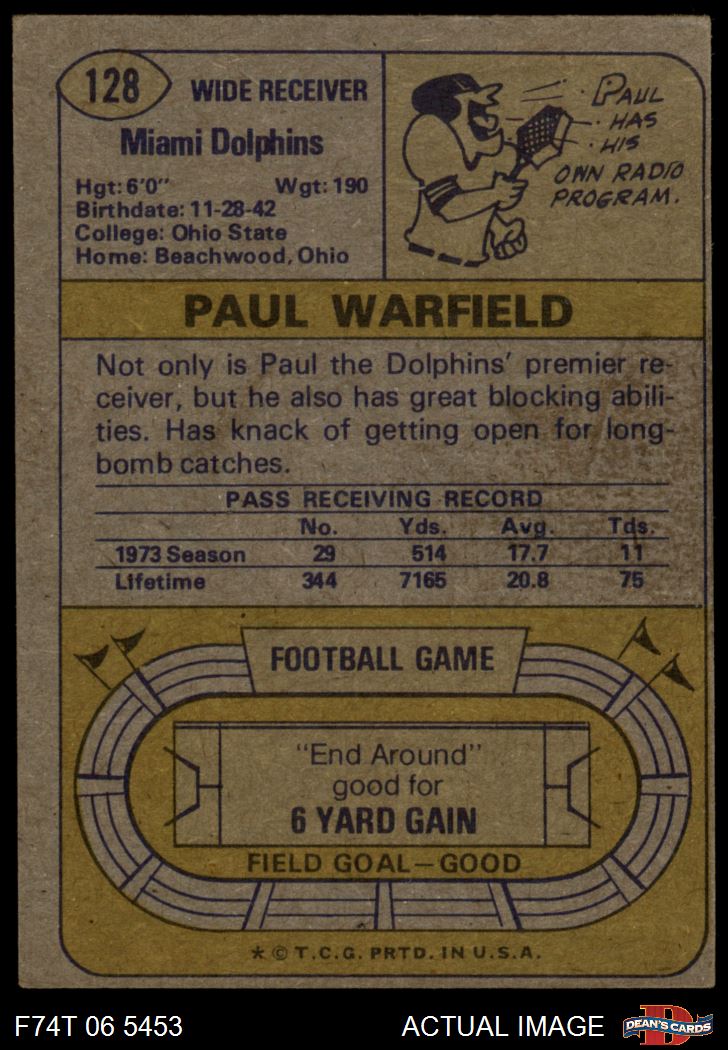 128
WIDE RECEIVER
Miami Dolphins
Hgt: 6'0" Wgt: 190
Birthdate: 11-28-42
College: Ohio State
Home: Beachwood, Ohio
PAUL
HAS
HIS
OWN RADIO
PROGRAM.
PAUL WARFIELD
Not only is Paul the Dolphins' premier re-
ceiver, but he also has great blocking abili-
ties. Has knack of getting open for long-
bomb catches.
PASS RECEIVING RECORD
No. Yds. Avg. Tds.
1973 Season 29 514 17.7 11
Lifetime 344 7165 20.8 75
FOOTBALL GAME
"End Around"
good for
6 YARD GAIN
FIELD GOAL—GOOD
* © T.C.G. PRTD. IN U.S.A.
F74T 06 5453 ACTUAL IMAGE
D
DEAN'S CARDS